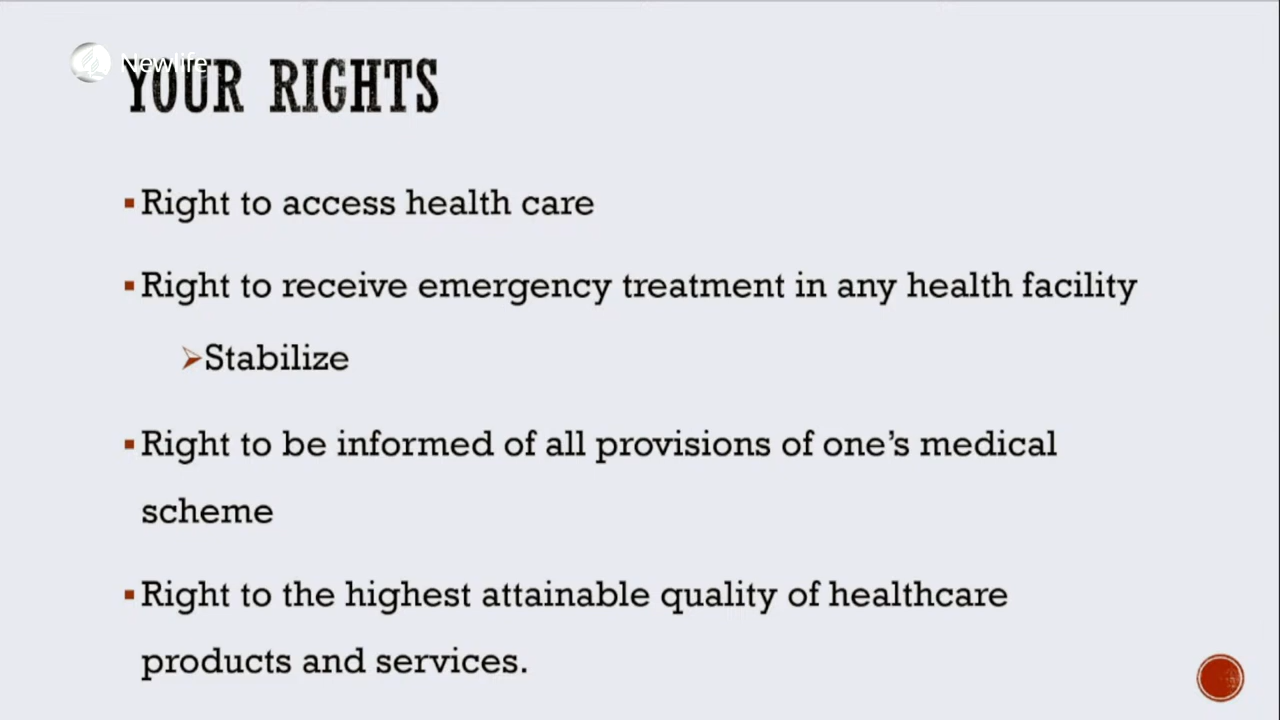 Newlife
YOUR RIGHTS
Right to access health care
Right to receive emergency treatment in any health facility
Stabilize
Right to be informed of all provisions of one’s medical
scheme
Right to the highest attainable quality of healthcare
products and services.